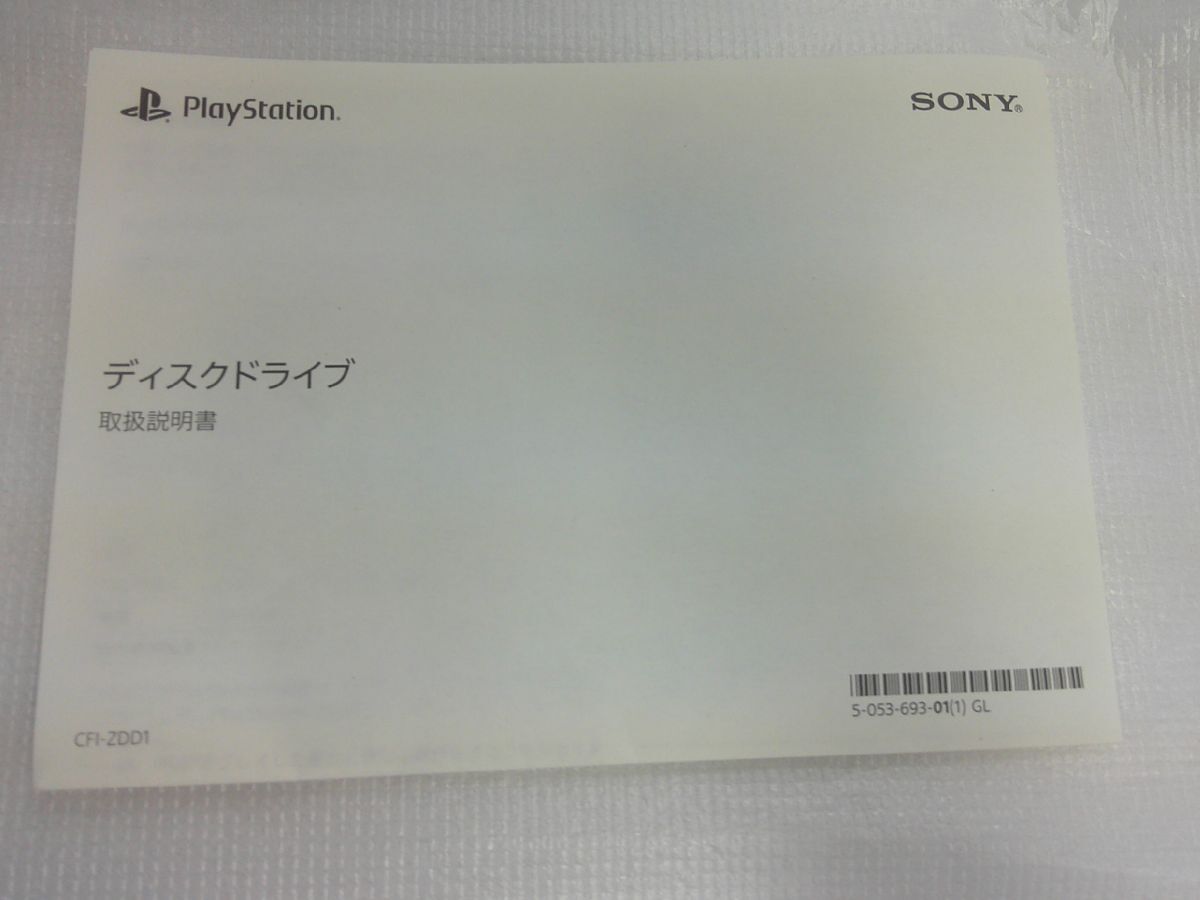 PlayStation®
SONY®
ディスクドライブ
取扱説明書
5-053-693-01(1) GL
CFI-ZDD1